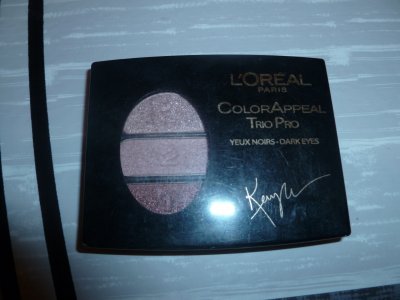 L'ORÉAL
PARIS
COLORAPPEAL
TRIO PRO
YEUX NOIRS - DARK EYES